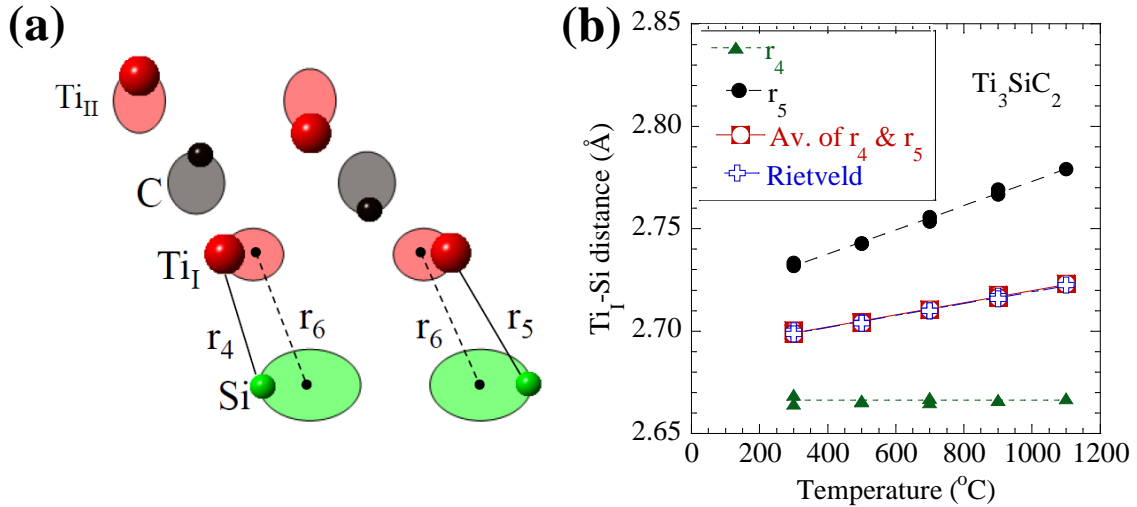 (a)
Ti_II
C
Ti_I
r_4
r_6
r_6
r_5
Si
(b)
Ti_I-Si distance (Å)
2.85
2.80
2.75
2.70
2.65
r_4
r_5
Av. of r_4 & r_5
Rietveld
Ti_3SiC_2
0 200 400 600 800 1000 1200
Temperature (°C)